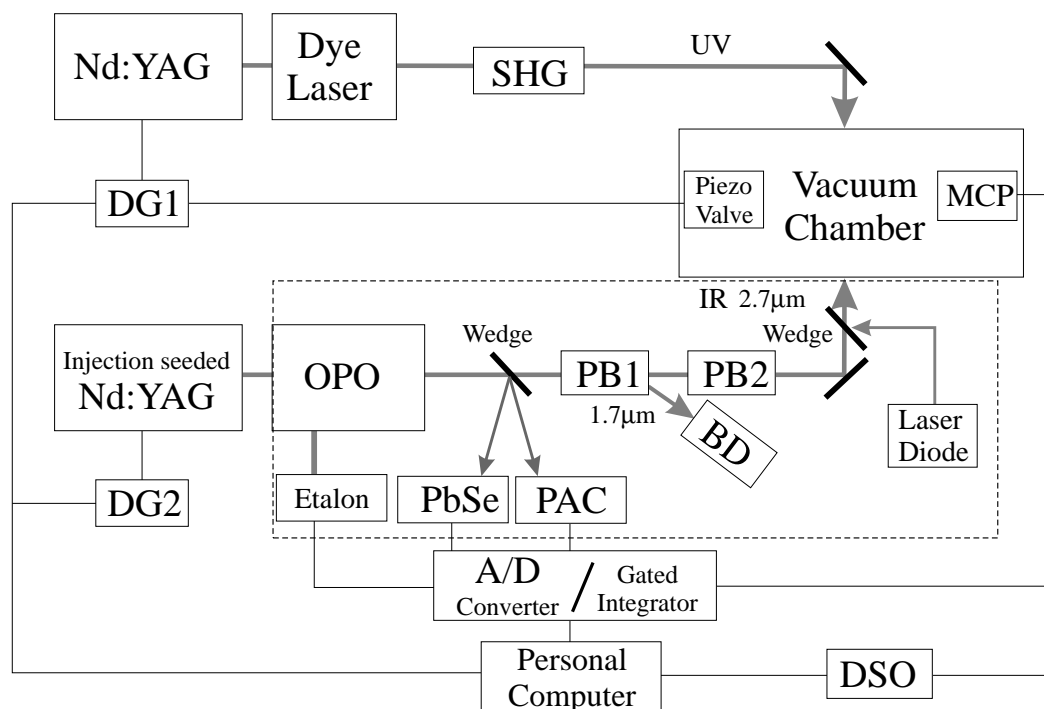 Nd:YAG
Dye
Laser
SHG
UV
DG1
Piezo
Valve
Vacuum
Chamber
MCP
IR 2.7μm
Injection seeded
Nd:YAG
OPO
Wedge
PB1
PB2
Wedge
1.7μm
BD
Laser
Diode
DG2
Etalon
PbSe
PAC
A/D
Converter
/
Gated
Integrator
Personal
Computer
DSO